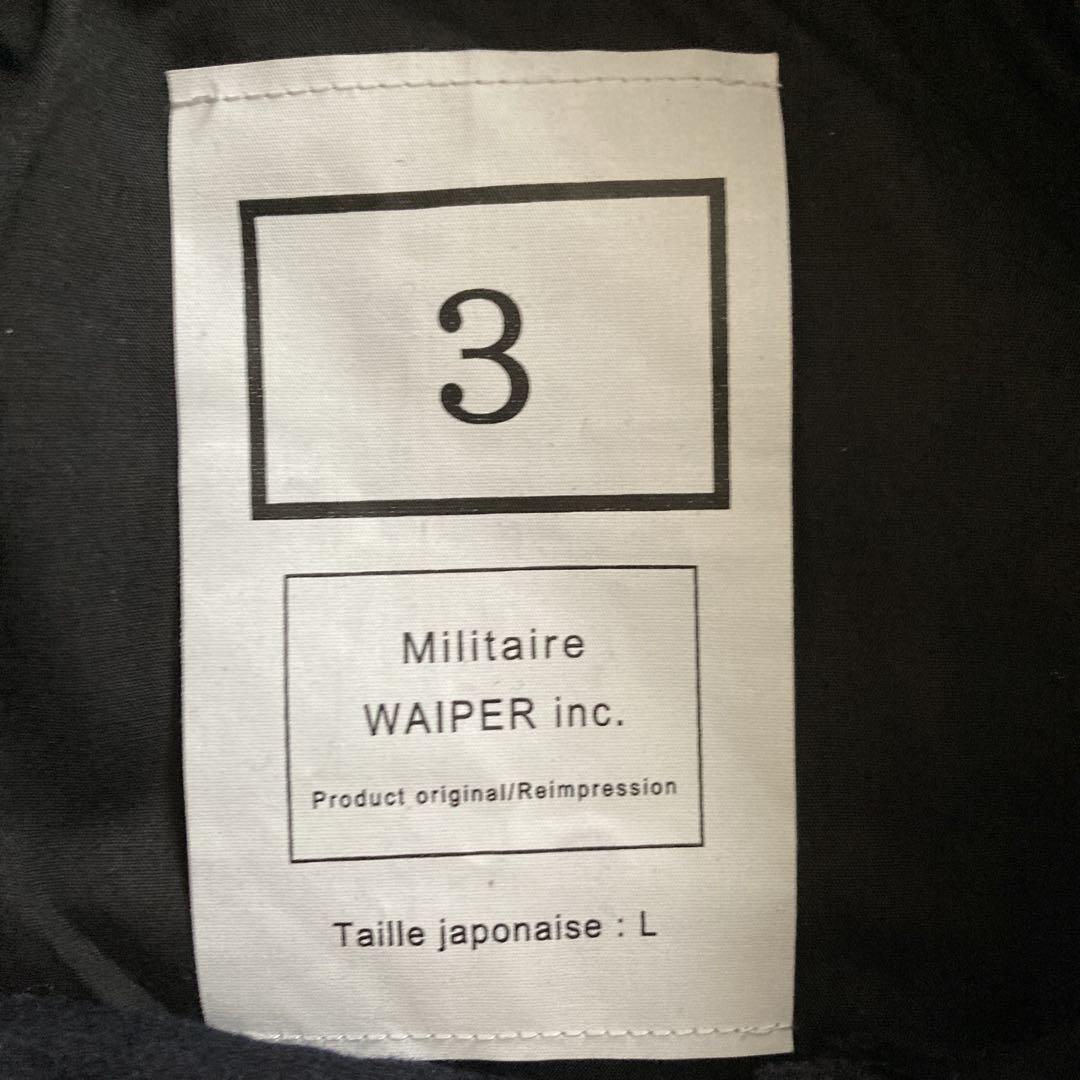 3
Militaire
WAIPER inc.
Product original/Reimpression
Taille japonaise : L